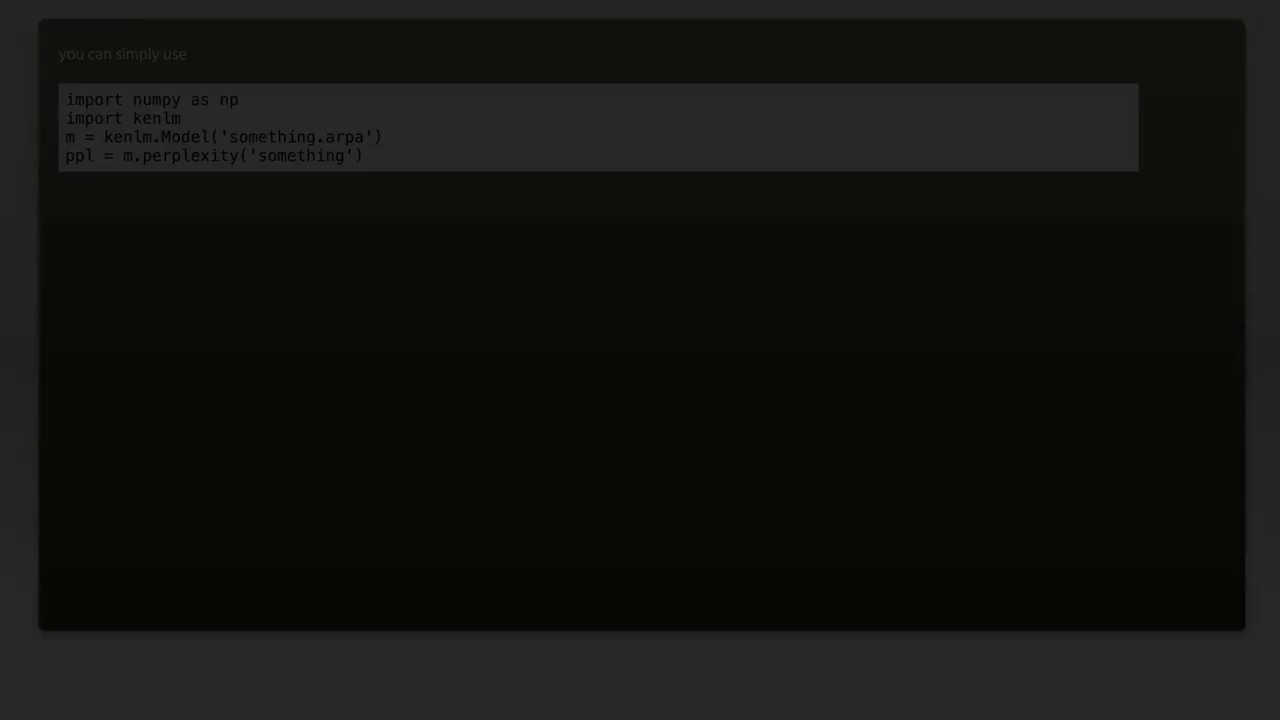 you can simply use
import numpy as np
import kenlm
m = kenlm.Model('something.arpa')
ppl = m.perplexity('something')